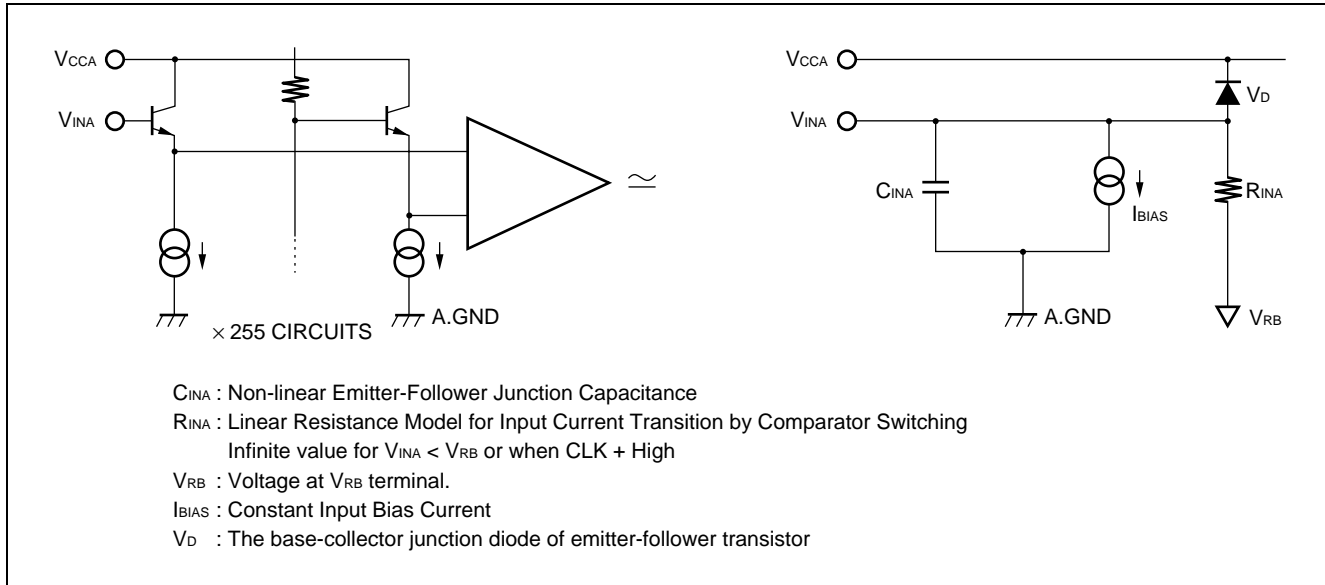 VCCA
VINA
× 255 CIRCUITS
A.GND
≃
VCCA
VINA
VD
CINA
IBIAS
RINA
A.GND
VRB
CINA : Non-linear Emitter-Follower Junction Capacitance
RINA : Linear Resistance Model for Input Current Transition by Comparator Switching
Infinite value for VINA < VRB or when CLK + High
VRB : Voltage at VRB terminal.
IBIAS : Constant Input Bias Current
VD : The base-collector junction diode of emitter-follower transistor